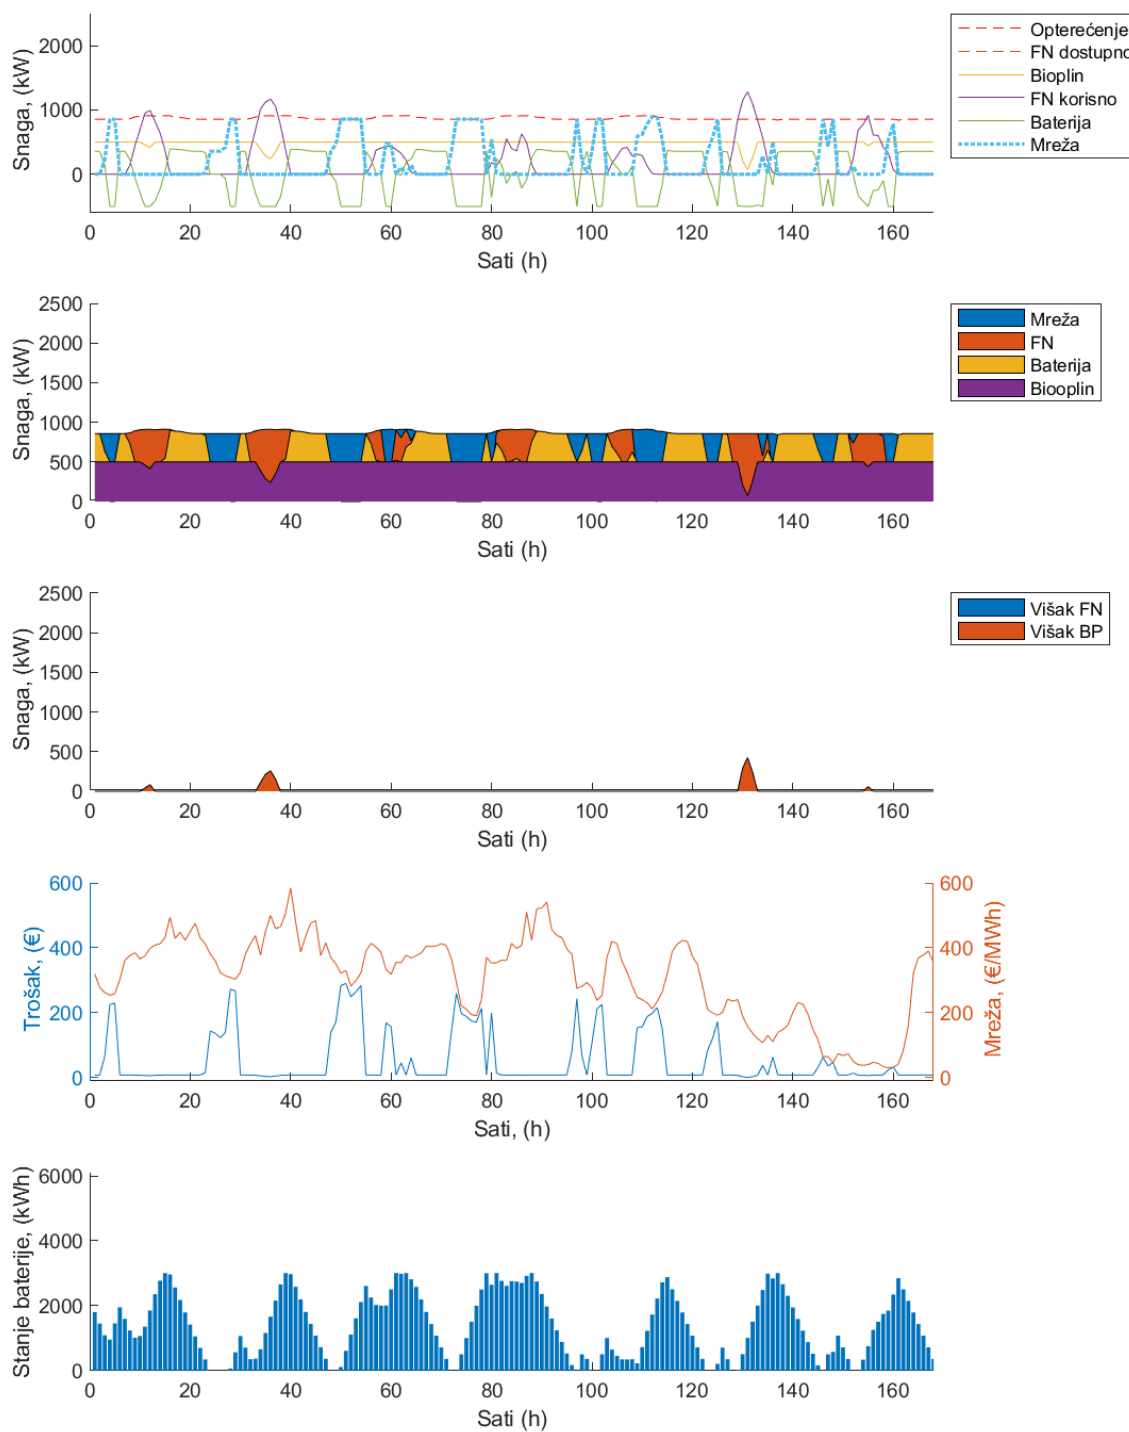 Snaga, (kW)
2000
1000
0
0 20 40 60 80 100 120 140 160
Sati (h)
Opterećenje
FN dostupno
Bioplin
FN korisno
Baterija
Mreža
Snaga, (kW)
2500
2000
1500
1000
500
0
0 20 40 60 80 100 120 140 160
Sati (h)
Mreža
FN
Baterija
Biooplin
Snaga, (kW)
2500
2000
1500
1000
500
0
0 20 40 60 80 100 120 140 160
Sati (h)
Višak FN
Višak BP
Trošak, (€)
600
400
200
0
0 20 40 60 80 100 120 140 160
Sati, (h)
600
400
200
0
Mreža, (€/MWh)
Stanje baterije, (kWh)
6000
4000
2000
0
0 20 40 60 80 100 120 140 160
Sati (h)